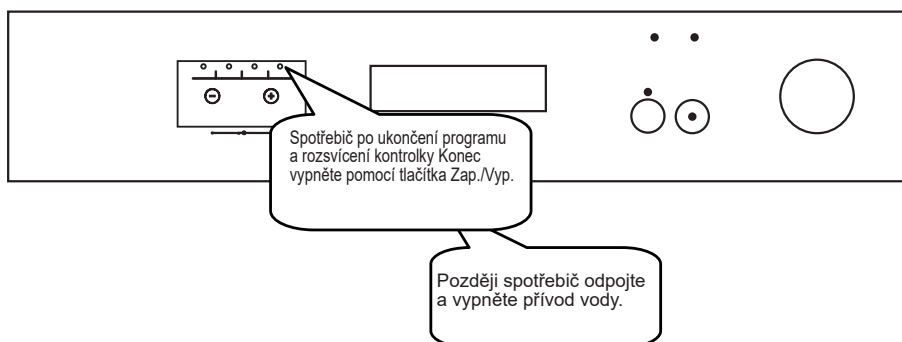 Spotřebič po ukončení programu
a rozsvícení kontrolky Konec
vypněte pomocí tlačítka Zap./Vyp.
Později spotřebič odpojte
a vypněte přívod vody.